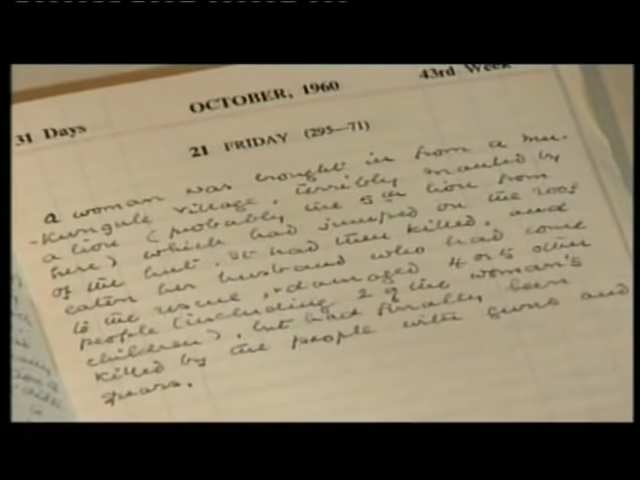 31 Days
OCTOBER, 1960
43rd Week
21 FRIDAY (295—71)
A woman was brought in from a Mu-
-Kungule village, terribly mauled by
a lion (probably the 5th lion from
here) which had jumped on the roof
of the hut. It had then killed, and
eaten her husband who had come
to the rescue, & damaged 4 or 5 other
people (including 2 of the woman's
children), but had finally been
killed by the people with guns and
spears.